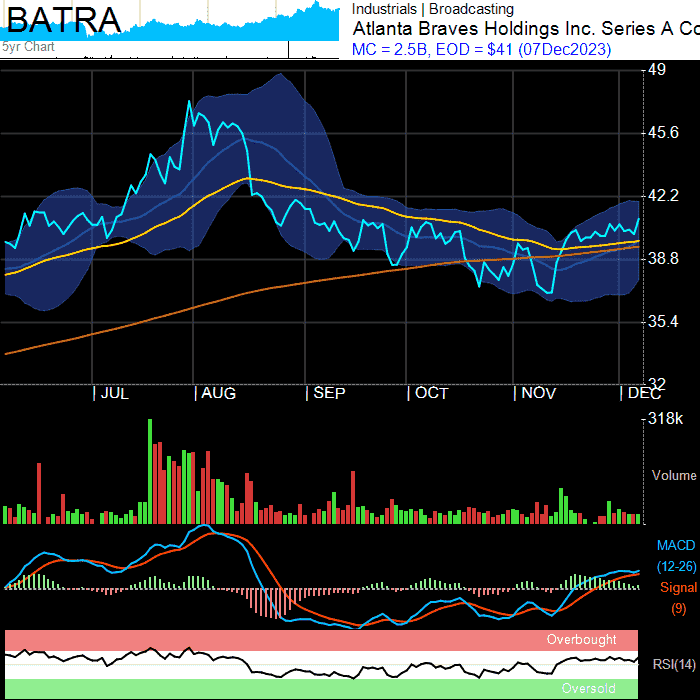 BATRA
5yr Chart
Industrials | Broadcasting
Atlanta Braves Holdings Inc. Series A Co
MC = 2.5B, EOD = $41 (07Dec2023)
49
45.6
42.2
38.8
35.4
32
| JUL | AUG | SEP | OCT | NOV | DEC
318k
Volume
MACD
(12-26)
Signal
(9)
Overbought
RSI(14)
Oversold